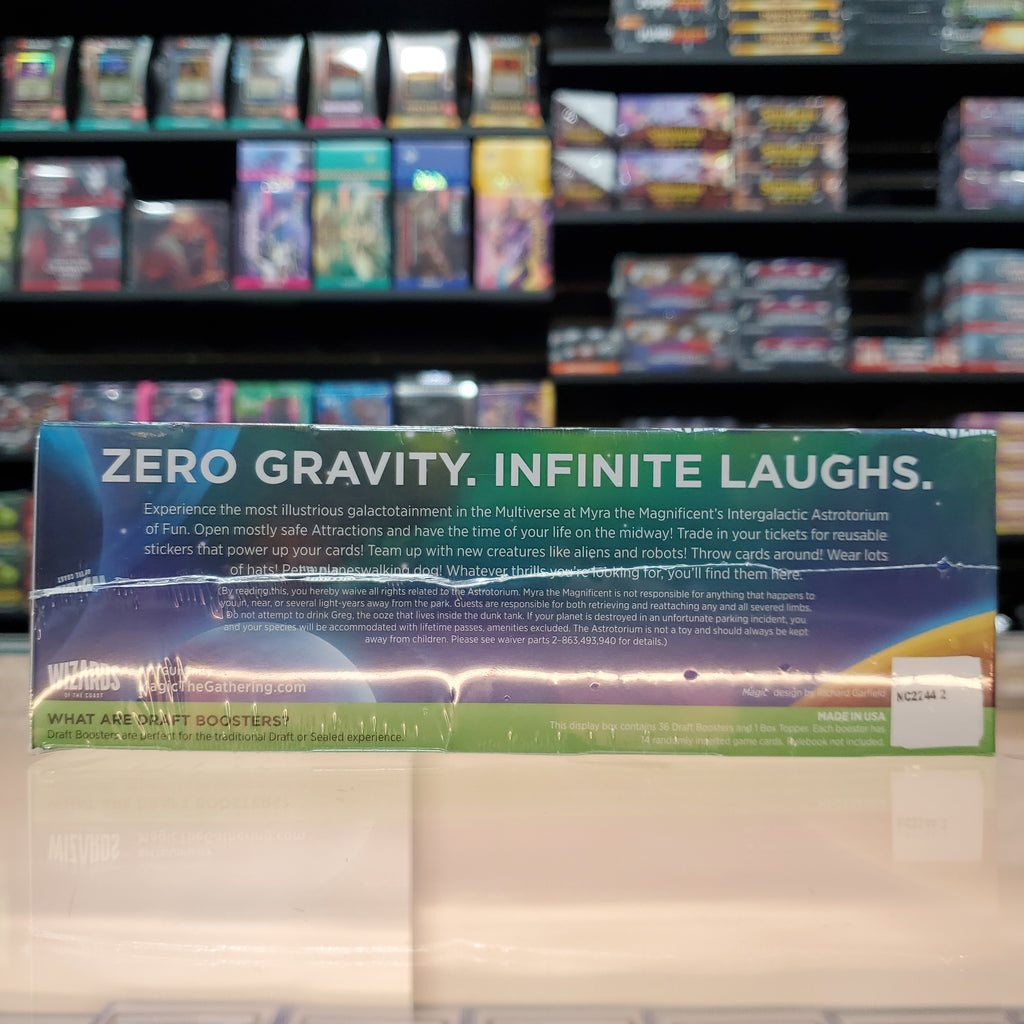 ZERO GRAVITY. INFINITE LAUGHS.
Experience the most illustrious galactotainment in the Multiverse at Myra the Magnificent's Intergalactic Astrotorium
of Fun. Open mostly safe Attractions and have the time of your life on the midway! Trade in your tickets for reusable
stickers that power up your cards! Team up with new creatures like aliens and robots! Throw cards around! Wear lots
of hats! Pet a planeswalking dog! Whatever thrills you're looking for, you'll find them here.
(By reading this, you hereby waive all rights related to the Astrotorium. Myra the Magnificent is not responsible for anything that happens to
you in, near, or several light-years away from the park. Guests are responsible for both retrieving and reattaching any and all severed limbs.
Do not attempt to drink Greg, the ooze that lives inside the dunk tank. If your planet is destroyed in an unfortunate parking incident, you
and your species will be accommodated with lifetime passes, amenities excluded. The Astrotorium is not a toy and should always be kept
away from children. Please see waiver parts 2–863,493,940 for details.)
WIZARDS
OF THE COAST
MagicTheGathering.com
Magic design by Richard Garfield
NC2244 2
WHAT ARE DRAFT BOOSTERS?
Draft Boosters are perfect for the traditional Draft or Sealed experience.
MADE IN USA
This display box contains 36 Draft Boosters and 1 Box Topper. Each booster has
14 randomly inserted game cards. Rulebook not included.